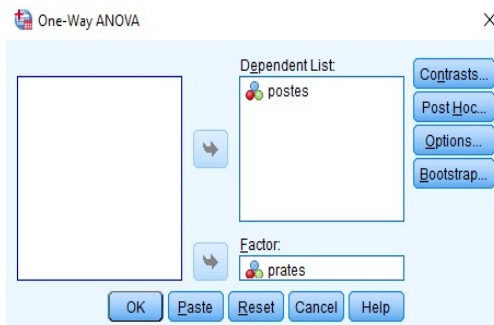 One-Way ANOVA
Dependent List:
postes
Contrasts...
Post Hoc...
Options...
Bootstrap...
Factor:
prates
OK Paste Reset Cancel Help